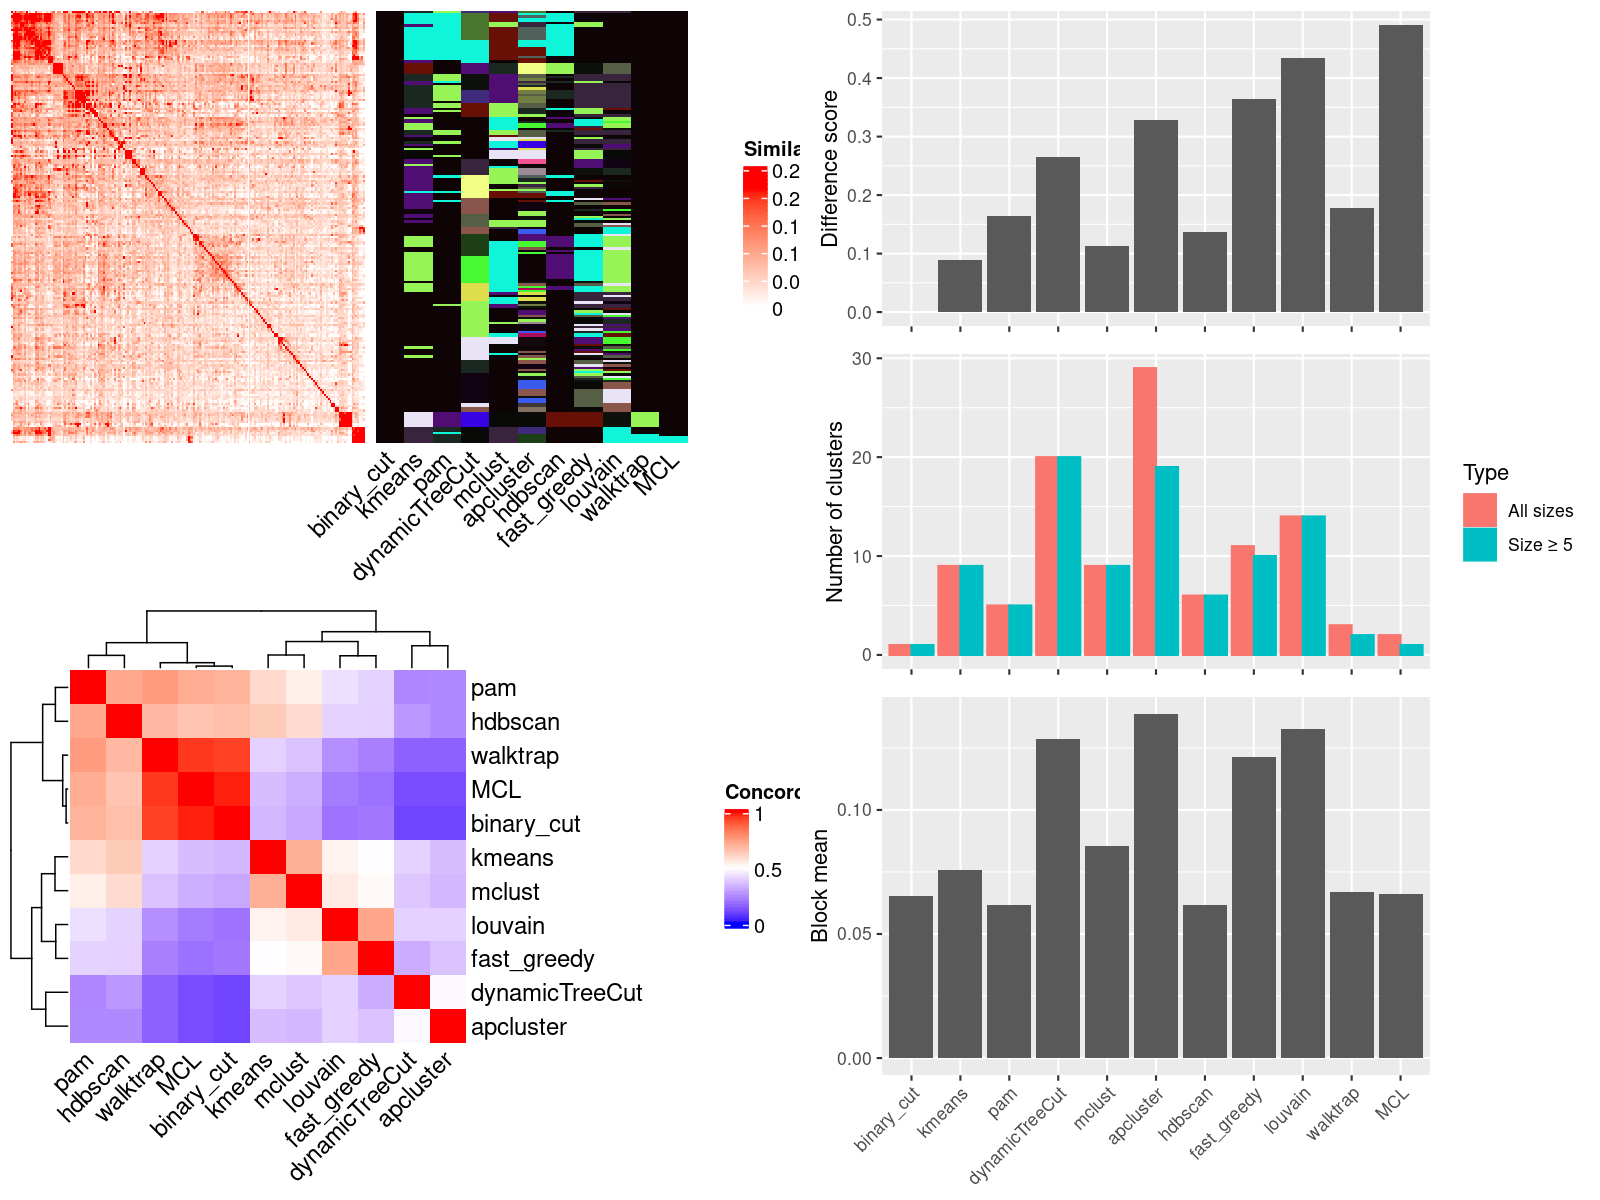 Simila
0.2
0.2
0.1
0.1
0.0
0
binary_cut
kmeans
pam
dynamicTreeCut
mclust
apcluster
hdbscan
fast_greedy
louvain
walktrap
MCL
pam
hdbscan
walktrap
MCL
binary_cut
kmeans
mclust
louvain
fast_greedy
dynamicTreeCut
apcluster
pam
hdbscan
walktrap
MCL
binary_cut
kmeans
mclust
louvain
fast_greedy
dynamicTreeCut
apcluster
Concord
1
0.5
0
Difference score
0.5
0.4
0.3
0.2
0.1
0.0
Number of clusters
30
20
10
0
Type
All sizes
Size ≥ 5
Block mean
0.10
0.05
0.00
binary_cut
kmeans
pam
dynamicTreeCut
mclust
apcluster
hdbscan
fast_greedy
louvain
walktrap
MCL